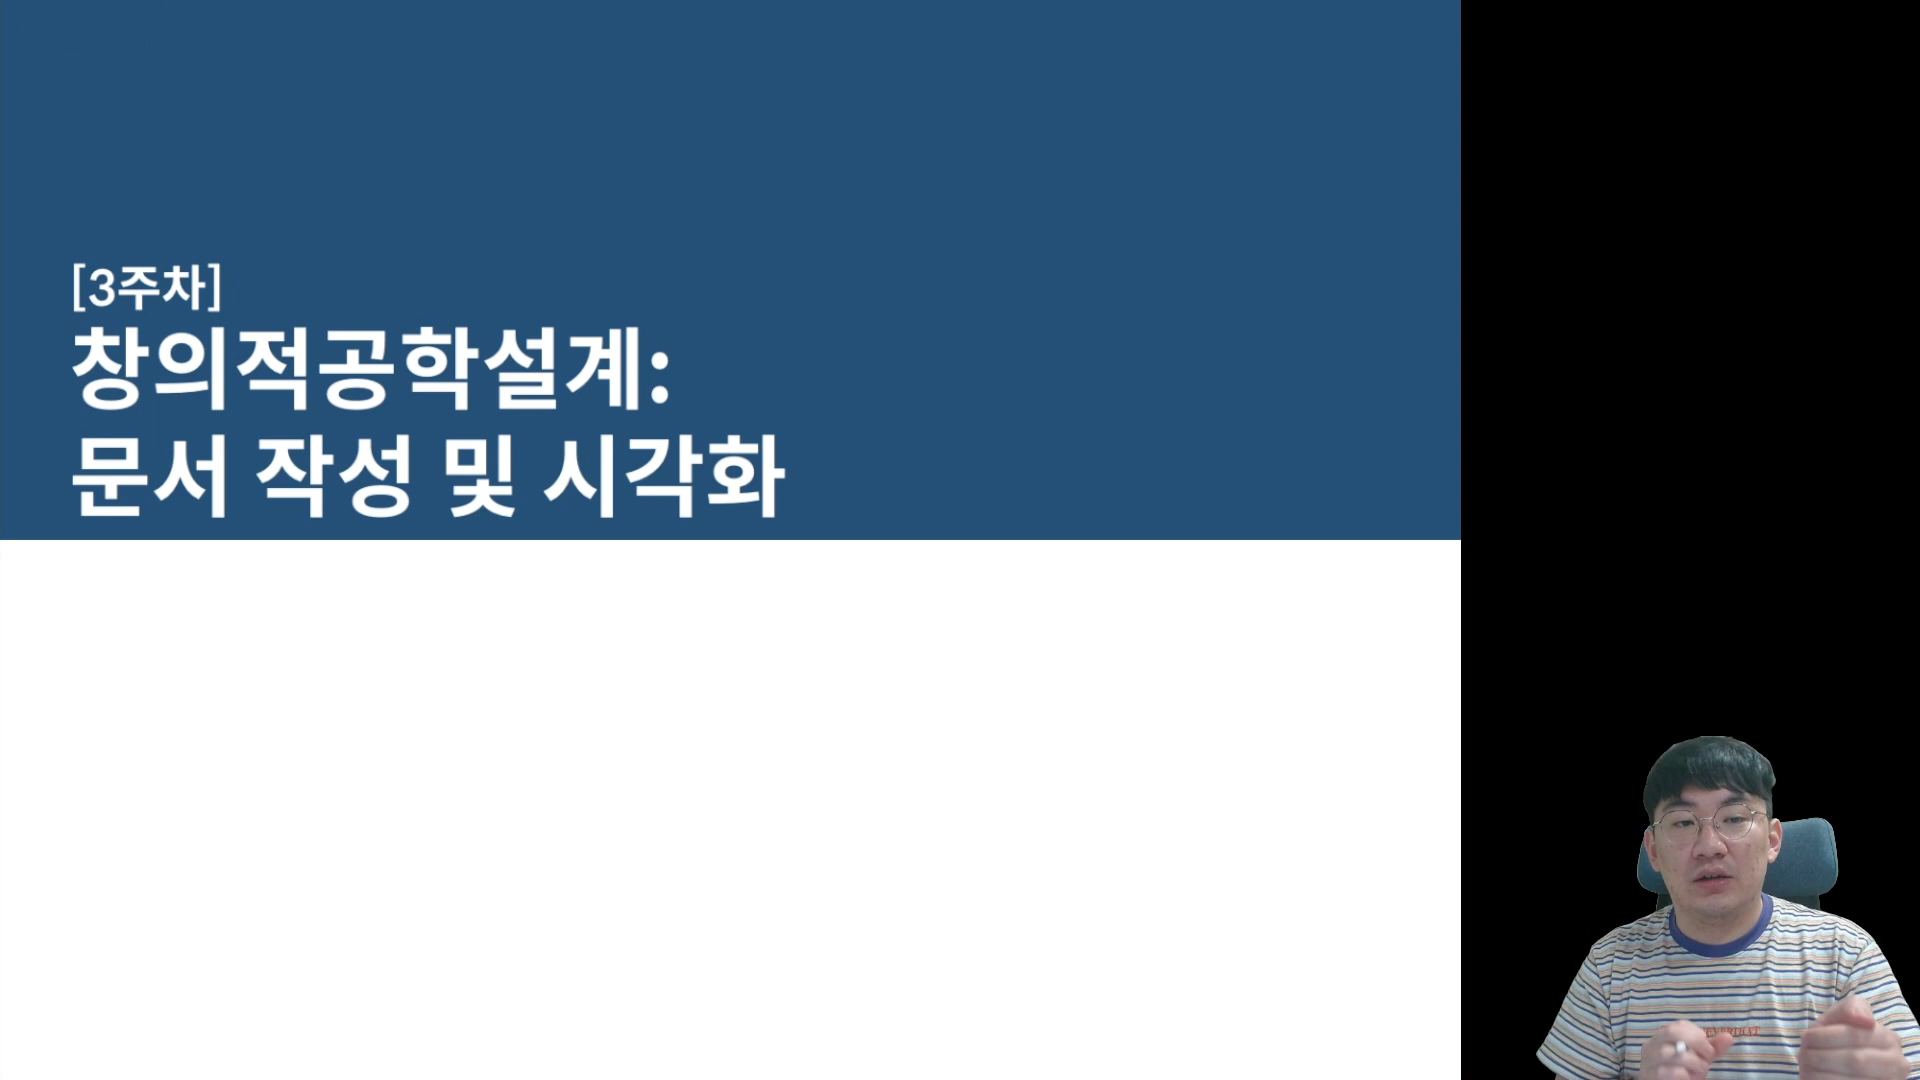 [3주차]
창의적공학설계:
문서 작성 및 시각화